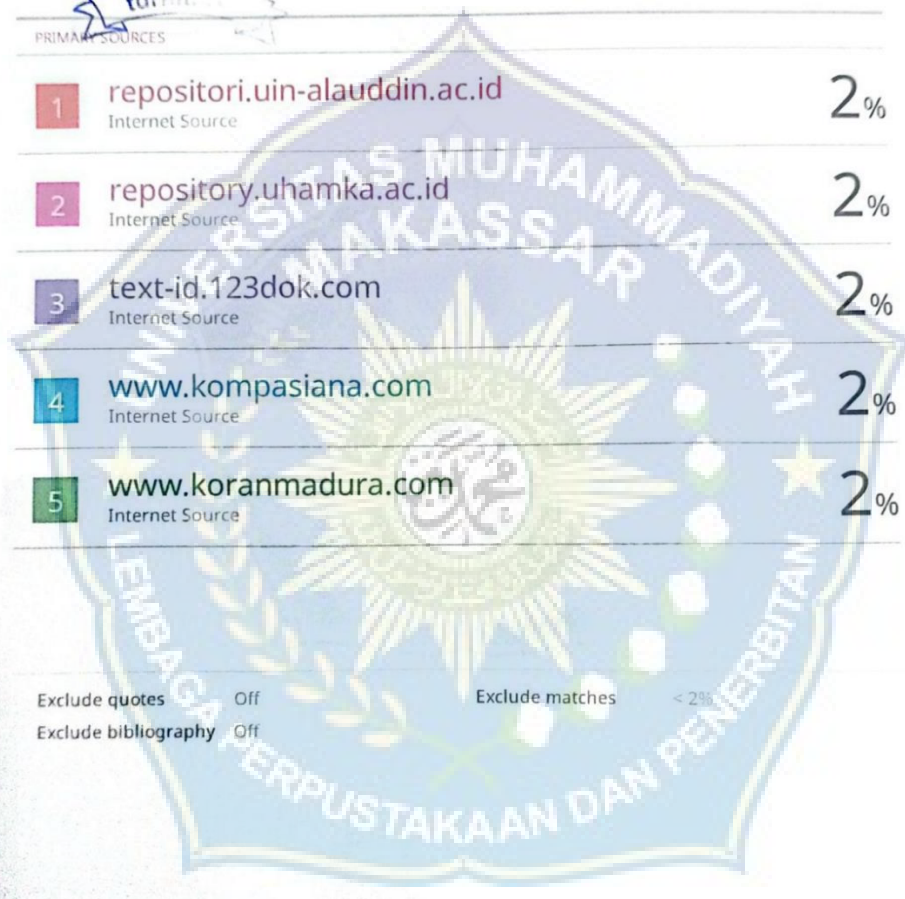 PRIMARY SOURCES
1 repositori.uin-alauddin.ac.id 2%
Internet Source
2 repository.uhamka.ac.id 2%
Internet Source
3 text-id.123dok.com 2%
Internet Source
4 www.kompasiana.com 2%
Internet Source
5 www.koranmadura.com 2%
Internet Source
Exclude quotes Off
Exclude matches < 2%
Exclude bibliography Off
UNIVERSITAS MUHAMMADIYAH
MAKASSAR
LEMBAGA PERPUSTAKAAN DAN PENERBITAN